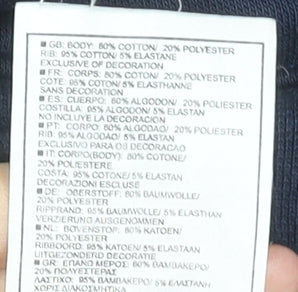 ■ GB: BODY: 80% COTTON/ 20% POLYESTER
RIB: 95% COTTON/ 5% ELASTANE
EXCLUSIVE OF DECORATION
■ FR: CORPS: 80% COTON/ 20% POLYESTER
COTE: 95% COTON/ 5% ELASTHANNE
SANS DECORATION
■ ES: CUERPO: 80% ALGODON/ 20% POLIESTER
COSTILLA: 95% ALGODON/ 5% ELASTAN
NO INCLUYE LA DECORACION
■ PT: CORPO: 80% ALGODAO/ 20% POLIESTER
RIB: 95% ALGODAO/ 5% ELASTAN
EXCLUSIVO PARA OS DECORACAO
■ IT: CORPO(BODY): 80% COTONE/
20% POLIESTERE
COSTA: 95% COTONE/ 5% ELASTAN
DECORAZIONI ESCLUSE
■ DE: OBERSTOFF: 80% BAUMWOLLE/
20% POLYESTER
RIPPRAND: 95% BAUMWOLLE/ 5% ELASTHAN
VERZIERUNG AUSGENOMMEN
■ NL: BOVENSTOF: 80% KATOEN/
20% POLYESTER
RIBBOORD: 95% KATOEN/ 5% ELASTAAN
UITGEZONDERD DECORATIE
■ GR: ΕΠΑΝΩ ΜΕΡΟΣ: 80% ΒΑΜΒΑΚΕΡΟ/
20% ΠΟΛΥΕΣΤΕΡΑΣ
ΛΑΣΤΙΧΟ: 95% ΒΑΜΒΑΚΕΡΟ/ 5% ΕΛΑΣΤΑΝΗ
ΧΩΡΙΣ ΔΙΑΚΟΣΜΗΤΙΚΑ